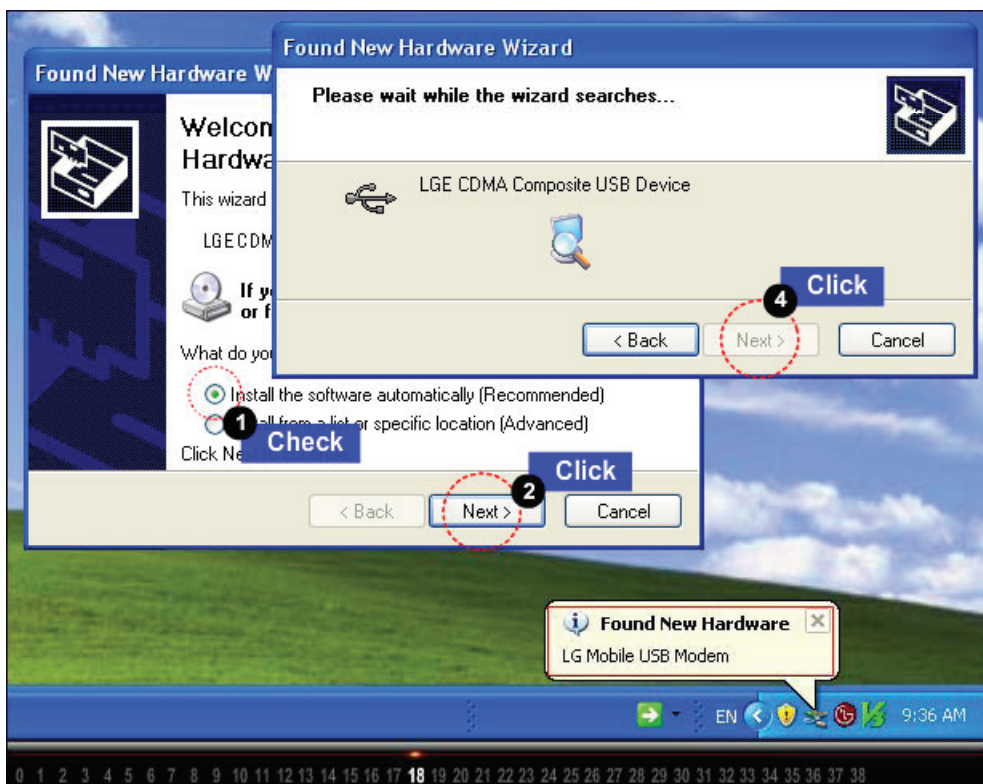 Found New Hardware Wizard
Please wait while the wizard searches...
LGE CDMA Composite USB Device
4 Click
< Back Next > Cancel
Found New Hardware W
Welcon
Hardwa
This wizard
LGE CDM
If y
or f
What do you
Install the software automatically (Recommended)
1 all from a list or specific location (Advanced)
Check
Click Ne
2 Click
< Back Next > Cancel
Found New Hardware
LG Mobile USB Modem
EN 9:36 AM
0 1 2 3 4 5 6 7 8 9 10 11 12 13 14 15 16 17 18 19 20 21 22 23 24 25 26 27 28 29 30 31 32 33 34 35 36 37 38